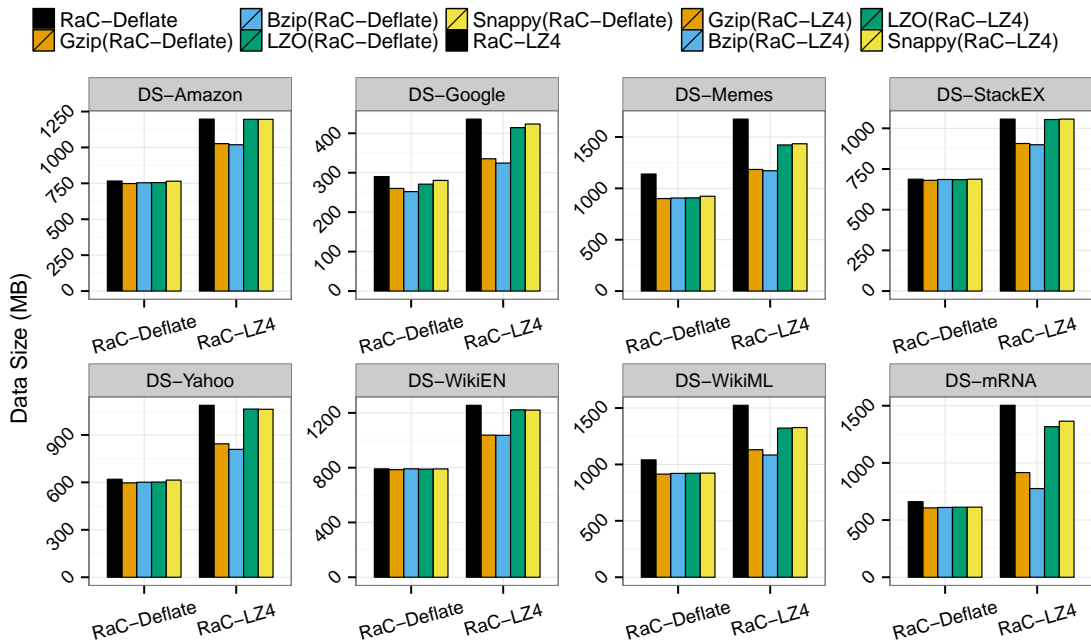 RaC−Deflate Bzip(RaC−Deflate) Snappy(RaC−Deflate) Gzip(RaC−LZ4) LZO(RaC−LZ4)
Gzip(RaC−Deflate) LZO(RaC−Deflate) RaC−LZ4 Bzip(RaC−LZ4) Snappy(RaC−LZ4)
Data Size (MB)
DS−Amazon
1250
1000
750
500
250
0
RaC−Deflate RaC−LZ4
DS−Google
400
300
200
100
0
RaC−Deflate RaC−LZ4
DS−Memes
1500
1000
500
0
RaC−Deflate RaC−LZ4
DS−StackEX
1000
750
500
250
0
RaC−Deflate RaC−LZ4
DS−Yahoo
900
600
300
0
RaC−Deflate RaC−LZ4
DS−WikiEN
1200
800
400
0
RaC−Deflate RaC−LZ4
DS−WikiML
1500
1000
500
0
RaC−Deflate RaC−LZ4
DS−mRNA
1500
1000
500
0
RaC−Deflate RaC−LZ4